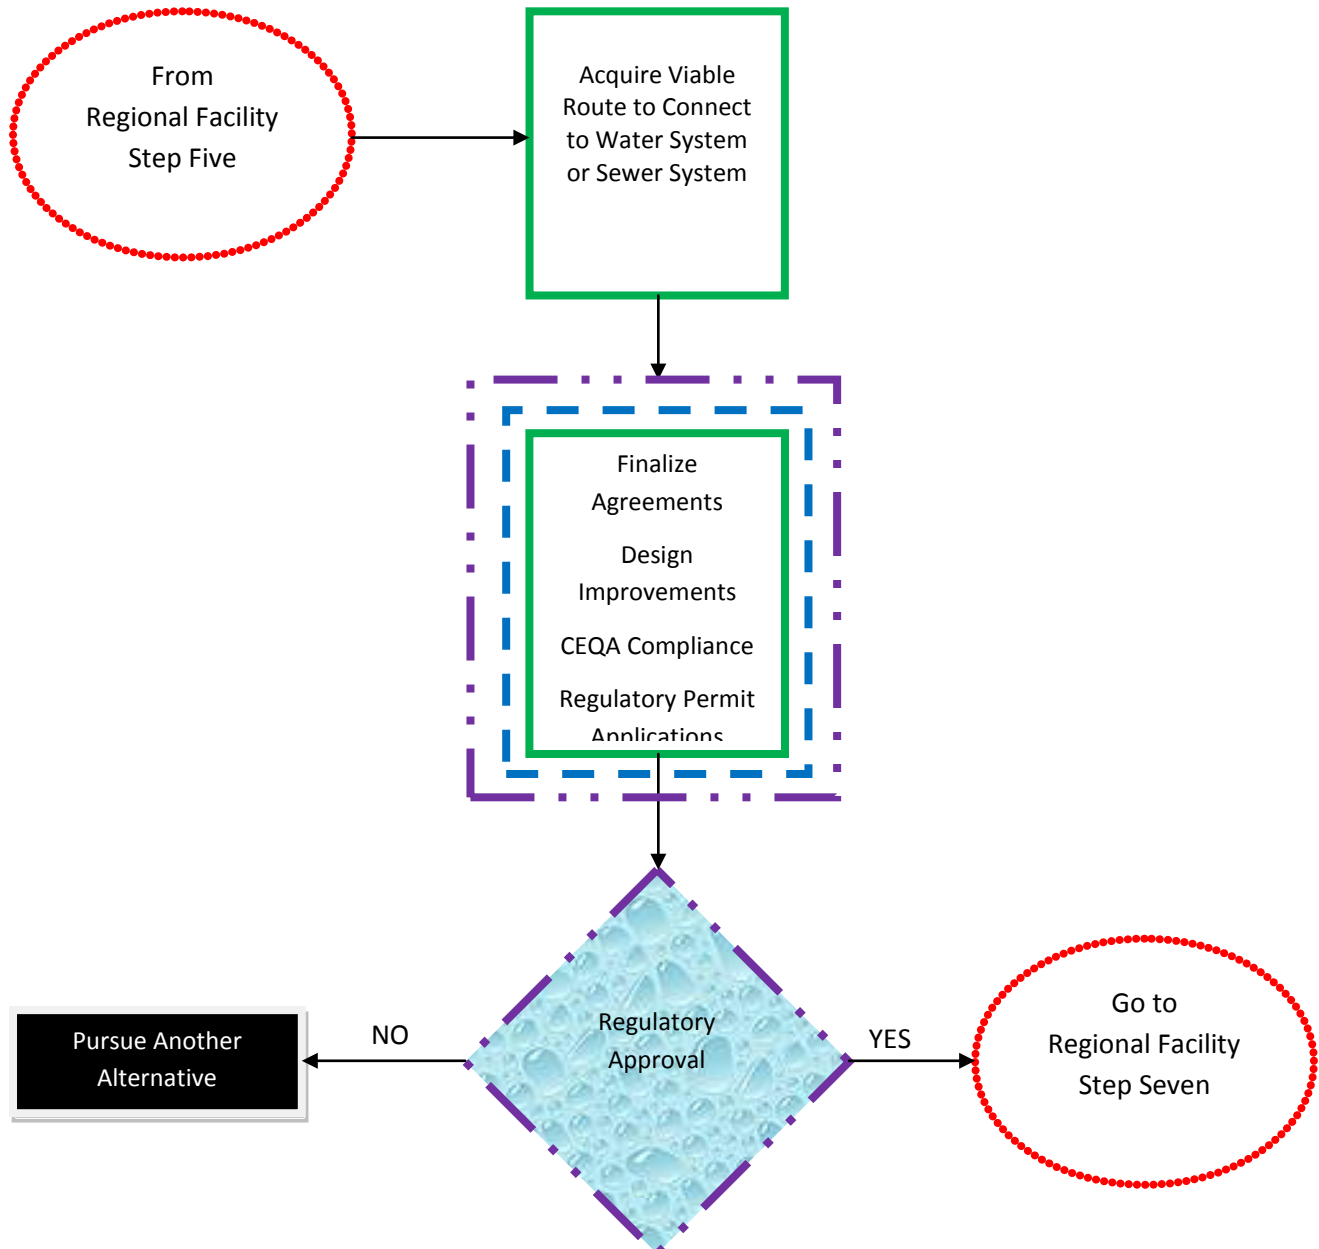 From
Regional Facility
Step Five
Acquire Viable
Route to Connect
to Water System
or Sewer System
Finalize
Agreements
Design
Improvements
CEQA Compliance
Regulatory Permit
Applications
Regulatory
Approval
NO
YES
Pursue Another
Alternative
Go to
Regional Facility
Step Seven